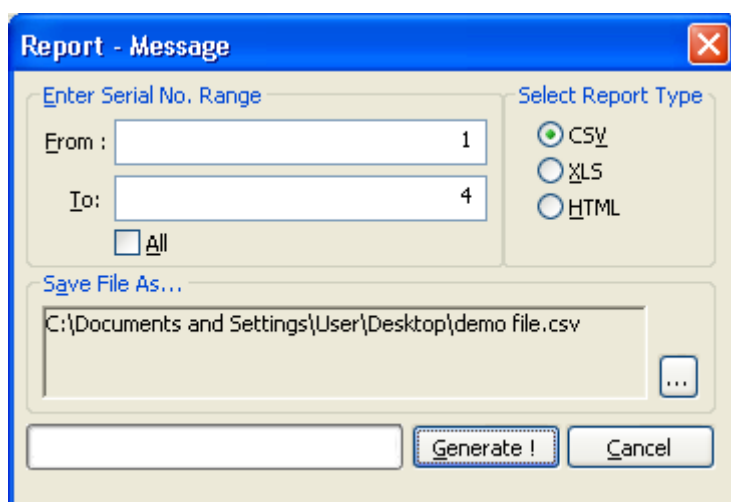 Report - Message
Enter Serial No. Range
From :
1
To:
4
All
Select Report Type
CSV
XLS
HTML
Save File As...
C:\Documents and Settings\User\Desktop\demo file.csv
...
Generate !
Cancel